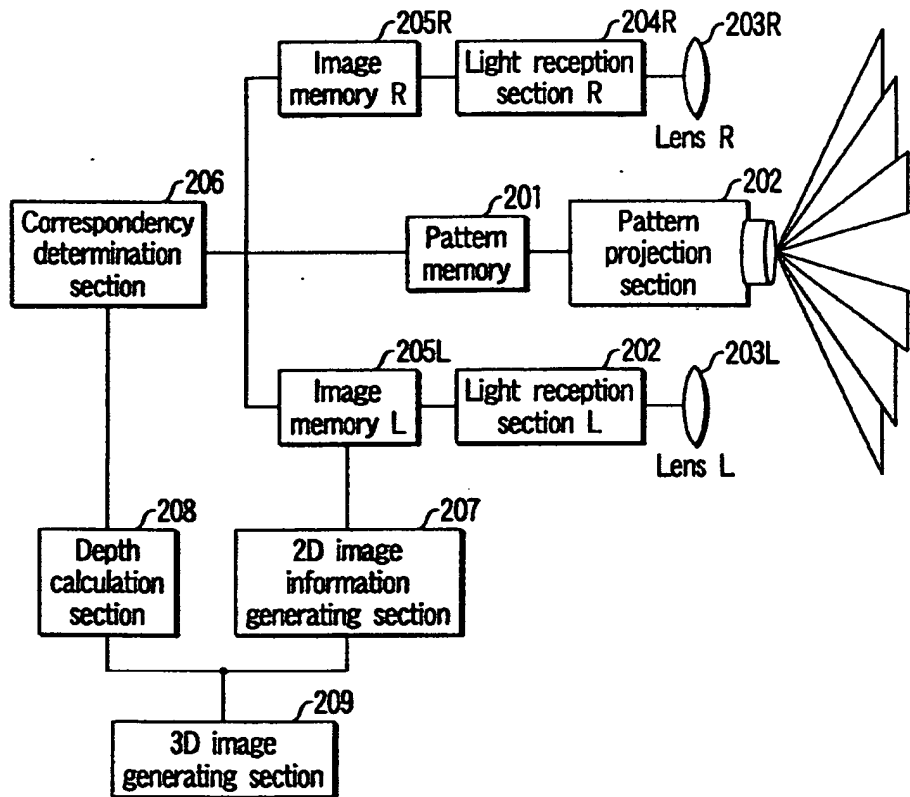 205R
Image
memory R
204R
Light reception
section R
203R
Lens R
206
Correspondency
determination
section
201
Pattern
memory
202
Pattern
projection
section
205L
Image
memory L
202
Light reception
section L
203L
Lens L
208
Depth
calculation
section
207
2D image
information
generating section
209
3D image
generating section